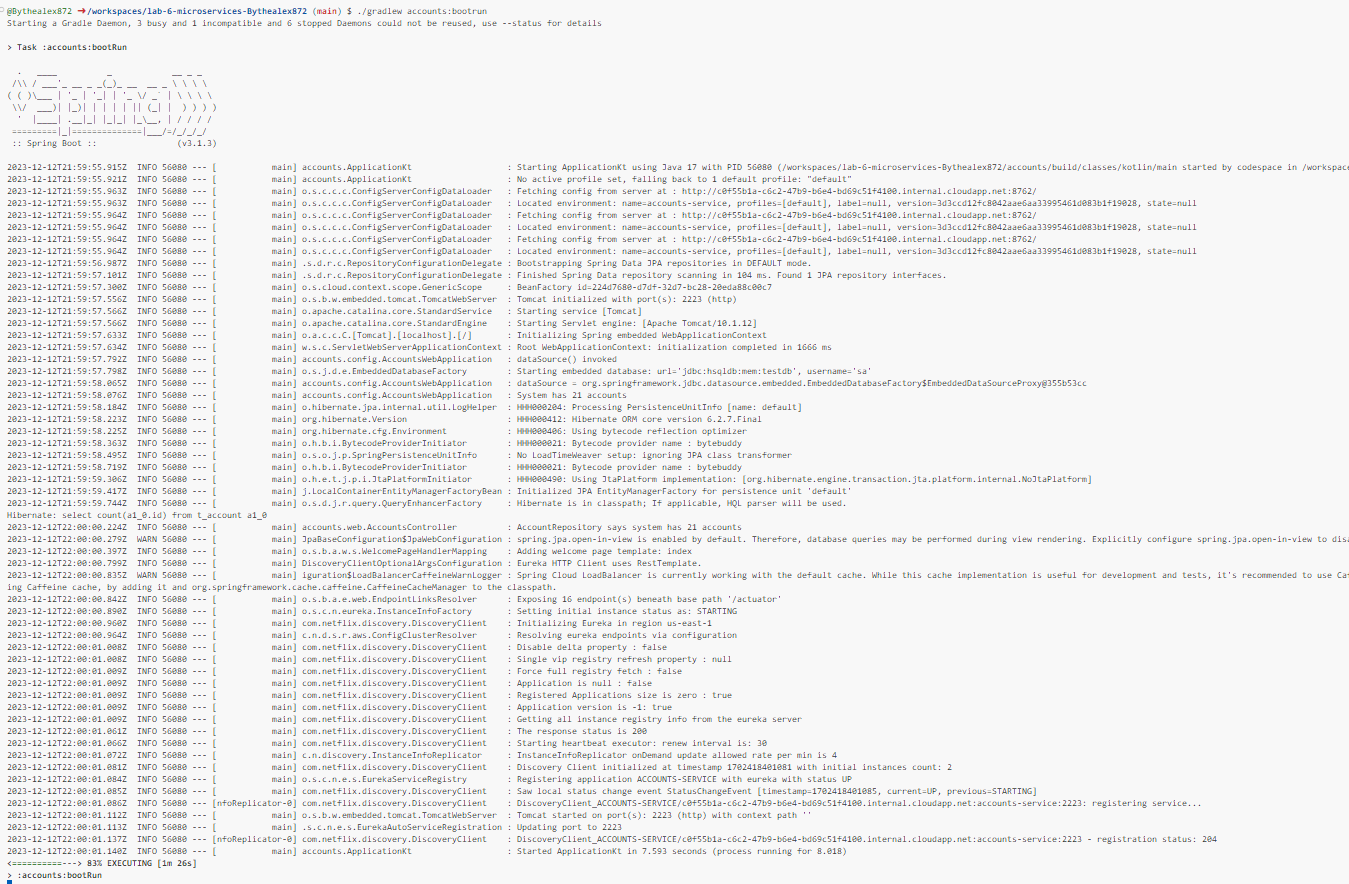 @Bythealex872 ➜ /workspaces/lab-6-microservices-Bythealex872 (main) $ ./gradlew accounts:bootrun
Starting a Gradle Daemon, 3 busy and 1 incompatible and 6 stopped Daemons could not be reused, use --status for details
> Task :accounts:bootRun
:: Spring Boot :: (v3.1.3)
2023-12-12T21:59:55.915Z INFO 56080 --- [ main] accounts.ApplicationKt : Starting ApplicationKt using Java 17 with PID 56080 (/workspaces/lab-6-microservices-Bythealex872/accounts/build/classes/kotlin/main started by codespace in /workspace
2023-12-12T21:59:55.921Z INFO 56080 --- [ main] accounts.ApplicationKt : No active profile set, falling back to 1 default profile: "default"
2023-12-12T21:59:55.963Z INFO 56080 --- [ main] o.s.c.c.c.ConfigServerConfigDataLoader : Fetching config from server at : http://c0f55b1a-c6c2-47b9-b6e4-bd69c51f4100.internal.cloudapp.net:8762/
2023-12-12T21:59:55.963Z INFO 56080 --- [ main] o.s.c.c.c.ConfigServerConfigDataLoader : Located environment: name=accounts-service, profiles=[default], label=null, version=3d3ccd12fc8042aae6aa33995461d083b1f19028, state=null
2023-12-12T21:59:55.964Z INFO 56080 --- [ main] o.s.c.c.c.ConfigServerConfigDataLoader : Fetching config from server at : http://c0f55b1a-c6c2-47b9-b6e4-bd69c51f4100.internal.cloudapp.net:8762/
2023-12-12T21:59:55.964Z INFO 56080 --- [ main] o.s.c.c.c.ConfigServerConfigDataLoader : Located environment: name=accounts-service, profiles=[default], label=null, version=3d3ccd12fc8042aae6aa33995461d083b1f19028, state=null
2023-12-12T21:59:55.964Z INFO 56080 --- [ main] o.s.c.c.c.ConfigServerConfigDataLoader : Fetching config from server at : http://c0f55b1a-c6c2-47b9-b6e4-bd69c51f4100.internal.cloudapp.net:8762/
2023-12-12T21:59:55.964Z INFO 56080 --- [ main] o.s.c.c.c.ConfigServerConfigDataLoader : Located environment: name=accounts-service, profiles=[default], label=null, version=3d3ccd12fc8042aae6aa33995461d083b1f19028, state=null
2023-12-12T21:59:56.987Z INFO 56080 --- [ main] .s.d.r.c.RepositoryConfigurationDelegate : Bootstrapping Spring Data JPA repositories in DEFAULT mode.
2023-12-12T21:59:57.101Z INFO 56080 --- [ main] .s.d.r.c.RepositoryConfigurationDelegate : Finished Spring Data repository scanning in 104 ms. Found 1 JPA repository interfaces.
2023-12-12T21:59:57.300Z INFO 56080 --- [ main] o.s.cloud.context.scope.GenericScope : BeanFactory id=224d7680-d7df-32d7-bc28-20eda88c00c7
2023-12-12T21:59:57.556Z INFO 56080 --- [ main] o.s.b.w.embedded.tomcat.TomcatWebServer : Tomcat initialized with port(s): 2223 (http)
2023-12-12T21:59:57.566Z INFO 56080 --- [ main] o.apache.catalina.core.StandardService : Starting service [Tomcat]
2023-12-12T21:59:57.566Z INFO 56080 --- [ main] o.apache.catalina.core.StandardEngine : Starting Servlet engine: [Apache Tomcat/10.1.12]
2023-12-12T21:59:57.633Z INFO 56080 --- [ main] o.a.c.c.C.[Tomcat].[localhost].[/] : Initializing Spring embedded WebApplicationContext
2023-12-12T21:59:57.634Z INFO 56080 --- [ main] w.s.c.ServletWebServerApplicationContext : Root WebApplicationContext: initialization completed in 1666 ms
2023-12-12T21:59:57.792Z INFO 56080 --- [ main] accounts.config.AccountsWebApplication : dataSource() invoked
2023-12-12T21:59:57.798Z INFO 56080 --- [ main] o.s.j.d.e.EmbeddedDatabaseFactory : Starting embedded database: url='jdbc:hsqldb:mem:testdb', username='sa'
2023-12-12T21:59:58.065Z INFO 56080 --- [ main] accounts.config.AccountsWebApplication : dataSource = org.springframework.jdbc.datasource.embedded.EmbeddedDatabaseFactory$EmbeddedDataSourceProxy@355b53cc
2023-12-12T21:59:58.076Z INFO 56080 --- [ main] accounts.config.AccountsWebApplication : System has 21 accounts
2023-12-12T21:59:58.184Z INFO 56080 --- [ main] o.hibernate.jpa.internal.util.LogHelper : HHH000204: Processing PersistenceUnitInfo [name: default]
2023-12-12T21:59:58.223Z INFO 56080 --- [ main] org.hibernate.Version : HHH000412: Hibernate ORM core version 6.2.7.Final
2023-12-12T21:59:58.225Z INFO 56080 --- [ main] org.hibernate.cfg.Environment : HHH000406: Using bytecode reflection optimizer
2023-12-12T21:59:58.363Z INFO 56080 --- [ main] o.h.b.i.BytecodeProviderInitiator : HHH000021: Bytecode provider name : bytebuddy
2023-12-12T21:59:58.495Z INFO 56080 --- [ main] o.s.o.j.p.SpringPersistenceUnitInfo : No LoadTimeWeaver setup: ignoring JPA class transformer
2023-12-12T21:59:58.719Z INFO 56080 --- [ main] o.h.b.i.BytecodeProviderInitiator : HHH000021: Bytecode provider name : bytebuddy
2023-12-12T21:59:59.306Z INFO 56080 --- [ main] o.h.e.t.j.p.i.JtaPlatformInitiator : HHH000490: Using JtaPlatform implementation: [org.hibernate.engine.transaction.jta.platform.internal.NoJtaPlatform]
2023-12-12T21:59:59.417Z INFO 56080 --- [ main] j.LocalContainerEntityManagerFactoryBean : Initialized JPA EntityManagerFactory for persistence unit 'default'
2023-12-12T21:59:59.744Z INFO 56080 --- [ main] o.s.d.j.r.query.QueryEnhancerFactory : Hibernate is in classpath; If applicable, HQL parser will be used.
Hibernate: select count(a1_0.id) from t_account a1_0
2023-12-12T22:00:00.224Z INFO 56080 --- [ main] accounts.web.AccountsController : AccountRepository says system has 21 accounts
2023-12-12T22:00:00.279Z WARN 56080 --- [ main] JpaBaseConfiguration$JpaWebConfiguration : spring.jpa.open-in-view is enabled by default. Therefore, database queries may be performed during view rendering. Explicitly configure spring.jpa.open-in-view to disa
2023-12-12T22:00:00.397Z INFO 56080 --- [ main] o.s.b.a.w.s.WelcomePageHandlerMapping : Adding welcome page template: index
2023-12-12T22:00:00.799Z INFO 56080 --- [ main] DiscoveryClientOptionalArgsConfiguration : Eureka HTTP Client uses RestTemplate.
2023-12-12T22:00:00.835Z WARN 56080 --- [ main] iguration$LoadBalancerCaffeineWarnLogger : Spring Cloud LoadBalancer is currently working with the default cache. While this cache implementation is useful for development and tests, it's recommended to use Ca
ing Caffeine cache, by adding it and org.springframework.cache.caffeine.CaffeineCacheManager to the classpath.
2023-12-12T22:00:00.842Z INFO 56080 --- [ main] o.s.b.a.e.web.EndpointLinksResolver : Exposing 16 endpoint(s) beneath base path '/actuator'
2023-12-12T22:00:00.890Z INFO 56080 --- [ main] o.s.c.n.eureka.InstanceInfoFactory : Setting initial instance status as: STARTING
2023-12-12T22:00:00.960Z INFO 56080 --- [ main] com.netflix.discovery.DiscoveryClient : Initializing Eureka in region us-east-1
2023-12-12T22:00:00.964Z INFO 56080 --- [ main] c.n.d.s.r.aws.ConfigClusterResolver : Resolving eureka endpoints via configuration
2023-12-12T22:00:01.008Z INFO 56080 --- [ main] com.netflix.discovery.DiscoveryClient : Disable delta property : false
2023-12-12T22:00:01.008Z INFO 56080 --- [ main] com.netflix.discovery.DiscoveryClient : Single vip registry refresh property : null
2023-12-12T22:00:01.009Z INFO 56080 --- [ main] com.netflix.discovery.DiscoveryClient : Force full registry fetch : false
2023-12-12T22:00:01.009Z INFO 56080 --- [ main] com.netflix.discovery.DiscoveryClient : Application is null : false
2023-12-12T22:00:01.009Z INFO 56080 --- [ main] com.netflix.discovery.DiscoveryClient : Registered Applications size is zero : true
2023-12-12T22:00:01.009Z INFO 56080 --- [ main] com.netflix.discovery.DiscoveryClient : Application version is -1: true
2023-12-12T22:00:01.009Z INFO 56080 --- [ main] com.netflix.discovery.DiscoveryClient : Getting all instance registry info from the eureka server
2023-12-12T22:00:01.061Z INFO 56080 --- [ main] com.netflix.discovery.DiscoveryClient : The response status is 200
2023-12-12T22:00:01.066Z INFO 56080 --- [ main] com.netflix.discovery.DiscoveryClient : Starting heartbeat executor: renew interval is: 30
2023-12-12T22:00:01.072Z INFO 56080 --- [ main] c.n.discovery.InstanceInfoReplicator : InstanceInfoReplicator onDemand update allowed rate per min is 4
2023-12-12T22:00:01.081Z INFO 56080 --- [ main] com.netflix.discovery.DiscoveryClient : Discovery Client initialized at timestamp 1702418401081 with initial instances count: 2
2023-12-12T22:00:01.084Z INFO 56080 --- [ main] o.s.c.n.e.s.EurekaServiceRegistry : Registering application ACCOUNTS-SERVICE with eureka with status UP
2023-12-12T22:00:01.085Z INFO 56080 --- [ main] com.netflix.discovery.DiscoveryClient : Saw local status change event StatusChangeEvent [timestamp=1702418401085, current=UP, previous=STARTING]
2023-12-12T22:00:01.086Z INFO 56080 --- [nfoReplicator-0] com.netflix.discovery.DiscoveryClient : DiscoveryClient_ACCOUNTS-SERVICE/c0f55b1a-c6c2-47b9-b6e4-bd69c51f4100.internal.cloudapp.net:accounts-service:2223: registering service...
2023-12-12T22:00:01.112Z INFO 56080 --- [ main] o.s.b.w.embedded.tomcat.TomcatWebServer : Tomcat started on port(s): 2223 (http) with context path ''
2023-12-12T22:00:01.113Z INFO 56080 --- [ main] .s.c.n.e.s.EurekaAutoServiceRegistration : Updating port to 2223
2023-12-12T22:00:01.137Z INFO 56080 --- [nfoReplicator-0] com.netflix.discovery.DiscoveryClient : DiscoveryClient_ACCOUNTS-SERVICE/c0f55b1a-c6c2-47b9-b6e4-bd69c51f4100.internal.cloudapp.net:accounts-service:2223 - registration status: 204
2023-12-12T22:00:01.140Z INFO 56080 --- [ main] accounts.ApplicationKt : Started ApplicationKt in 7.593 seconds (process running for 8.018)
<==========---> 83% EXECUTING [1m 26s]
> :accounts:bootRun